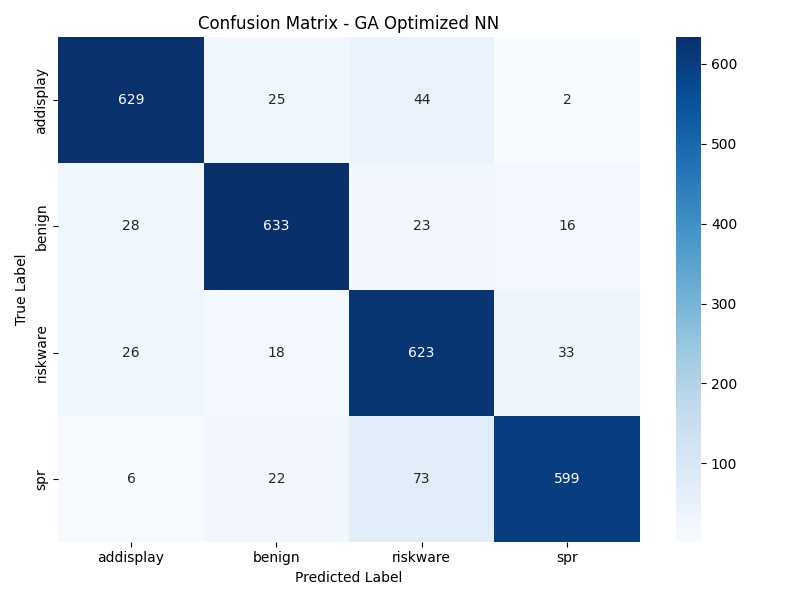 Confusion Matrix - GA Optimized NN
addisplay 629 25 44 2
benign 28 633 23 16
riskware 26 18 623 33
spr 6 22 73 599
addisplay benign riskware spr
Predicted Label
True Label
600
500
400
300
200
100